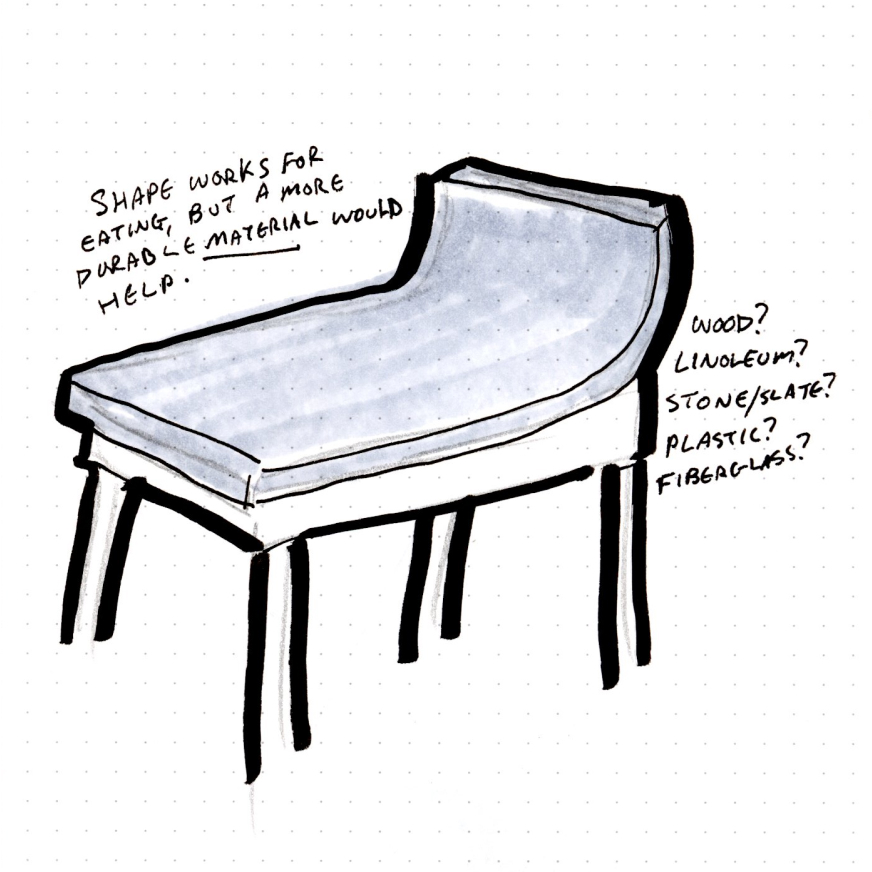 SHAPE WORKS FOR
EATING, BUT A MORE
DURABLE MATERIAL WOULD
HELP.
WOOD?
LINOLEUM?
STONE/SLATE?
PLASTIC?
FIBERGLASS?